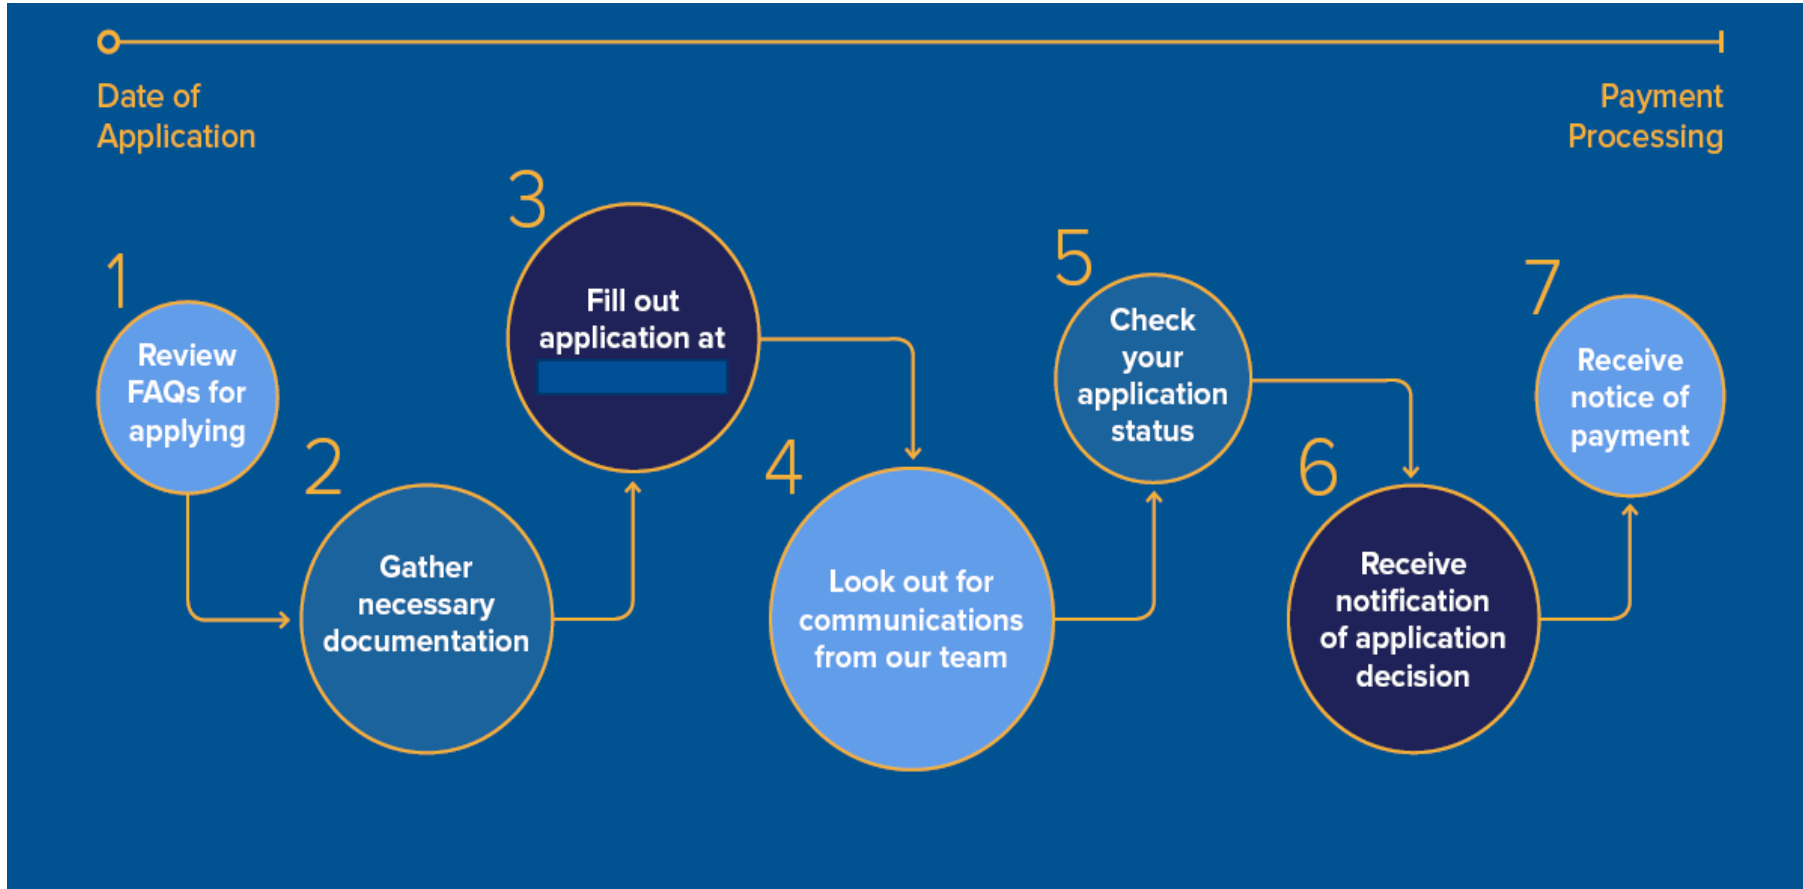 Date of
Application
Payment
Processing
1
Review
FAQs for
applying
2
Gather
necessary
documentation
3
Fill out
application at
4
Look out for
communications
from our team
5
Check
your
application
status
6
Receive
notification
of application
decision
7
Receive
notice of
payment